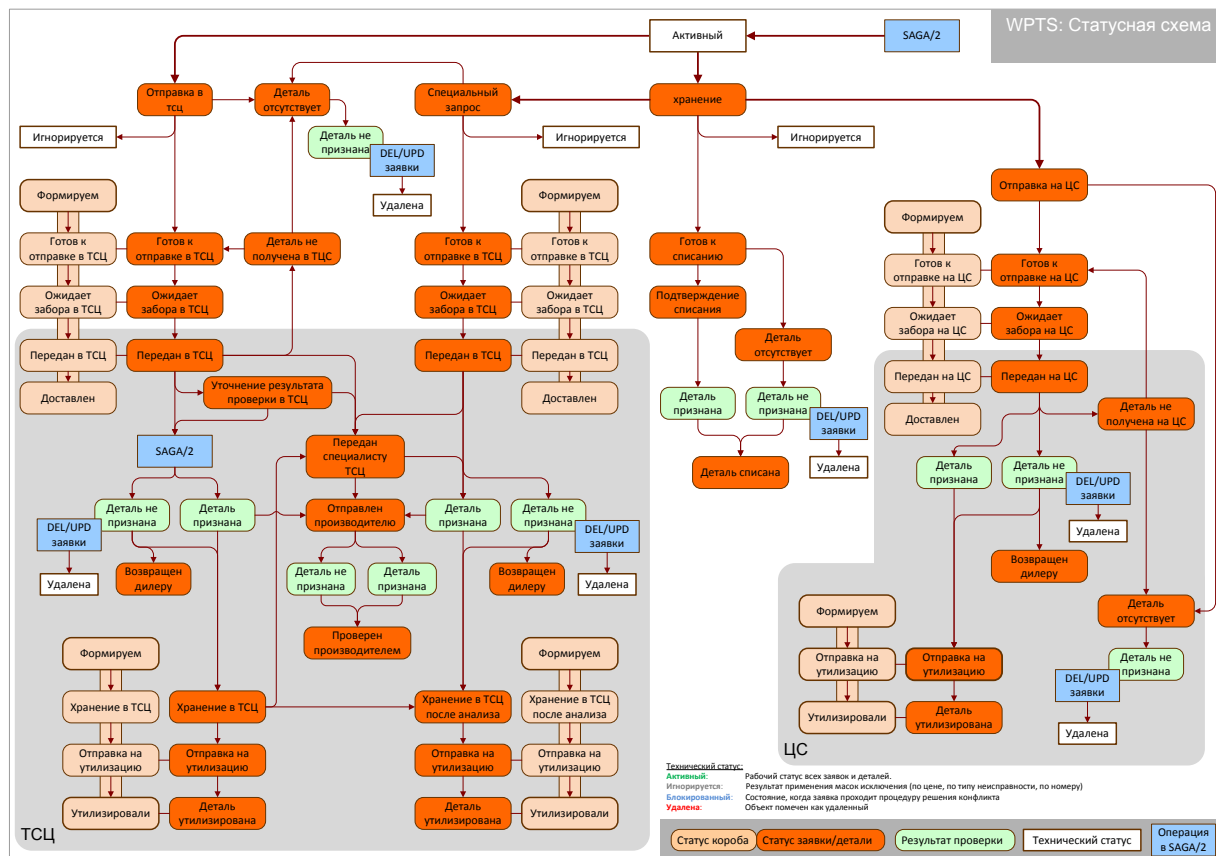 WPTS: Статусная схема
Активный
SAGA/2
Отправка в
тсц
Деталь
отсутствует
Специальный
запрос
хранение
Игнорируется
Деталь не
признана
DEL/UPD
заявки
Удалена
Игнорируется
Игнорируется
Отправка на ЦС
Формируем
Формируем
Формируем
Готов к
отправке в ТСЦ
Готов к
отправке в ТСЦ
Деталь не
получена в ТЦС
Готов к
отправке в ТСЦ
Готов к
отправке в ТСЦ
Готов к
списанию
Готов к
отправке на ЦС
Готов к
отправке на ЦС
Ожидает
забора в ТСЦ
Ожидает
забора в ТСЦ
Ожидает
забора в ТСЦ
Ожидает
забора в ТСЦ
Подтверждение
списания
Ожидает
забора на ЦС
Ожидает
забора на ЦС
Передан в ТСЦ
Передан в ТСЦ
Передан в ТСЦ
Передан в ТСЦ
Деталь
отсутствует
Передан на ЦС
Передан на ЦС
Доставлен
Уточнение результата
проверки в ТСЦ
Доставлен
Деталь
признана
Деталь не
признана
DEL/UPD
заявки
Удалена
Доставлен
Деталь не
получена на ЦС
SAGA/2
Передан
специалисту
ТСЦ
Деталь списана
Деталь
признана
Деталь не
признана
DEL/UPD
заявки
Удалена
Деталь не
признана
Деталь
признана
Отправлен
производителю
Деталь
признана
Деталь не
признана
DEL/UPD
заявки
Удалена
DEL/UPD
заявки
Удалена
Возвращен
дилеру
Деталь не
признана
Деталь
признана
Возвращен
дилеру
Возвращен
дилеру
Проверен
производителем
Формируем
Формируем
Формируем
Деталь
отсутствует
Отправка на
утилизацию
Отправка на
утилизацию
Деталь не
признана
DEL/UPD
заявки
Удалена
Хранение в ТСЦ
Хранение в ТСЦ
Хранение в ТСЦ
после анализа
Хранение в ТСЦ
после анализа
Утилизировали
Деталь
утилизирована
Отправка на
утилизацию
Отправка на
утилизацию
Отправка на
утилизацию
Отправка на
утилизацию
ЦС
Утилизировали
Деталь
утилизирована
Деталь
утилизирована
Утилизировали
ТСЦ
Технический статус:
Активный: Рабочий статус всех заявок и деталей.
Игнорируется: Результат применения масок исключения (по цене, по типу неисправности, по номеру)
Блокированный: Состояние, когда заявка проходит процедуру решения конфликта
Удалена: Объект помечен как удаленный
Статус короба
Статус заявки/детали
Результат проверки
Технический статус
Операция
в SAGA/2